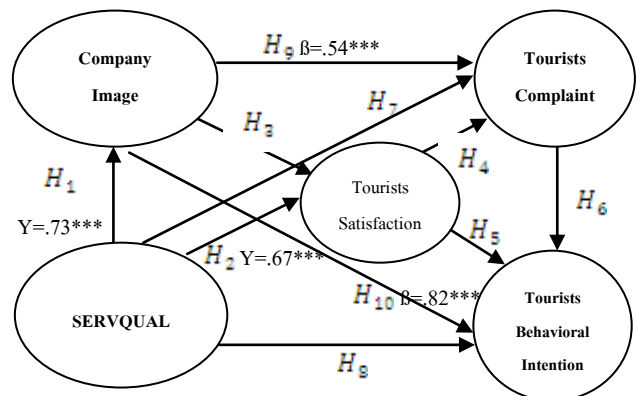 Company
Image
H9 ß=.54***
Tourists
Complaint
H7
H3
H1
H4
Tourists
Satisfaction
H6
H5
Y=.73***
H2 Y=.67***
H10 ß=.82***
SERVQUAL
Tourists
Behavioral
Intention
H8